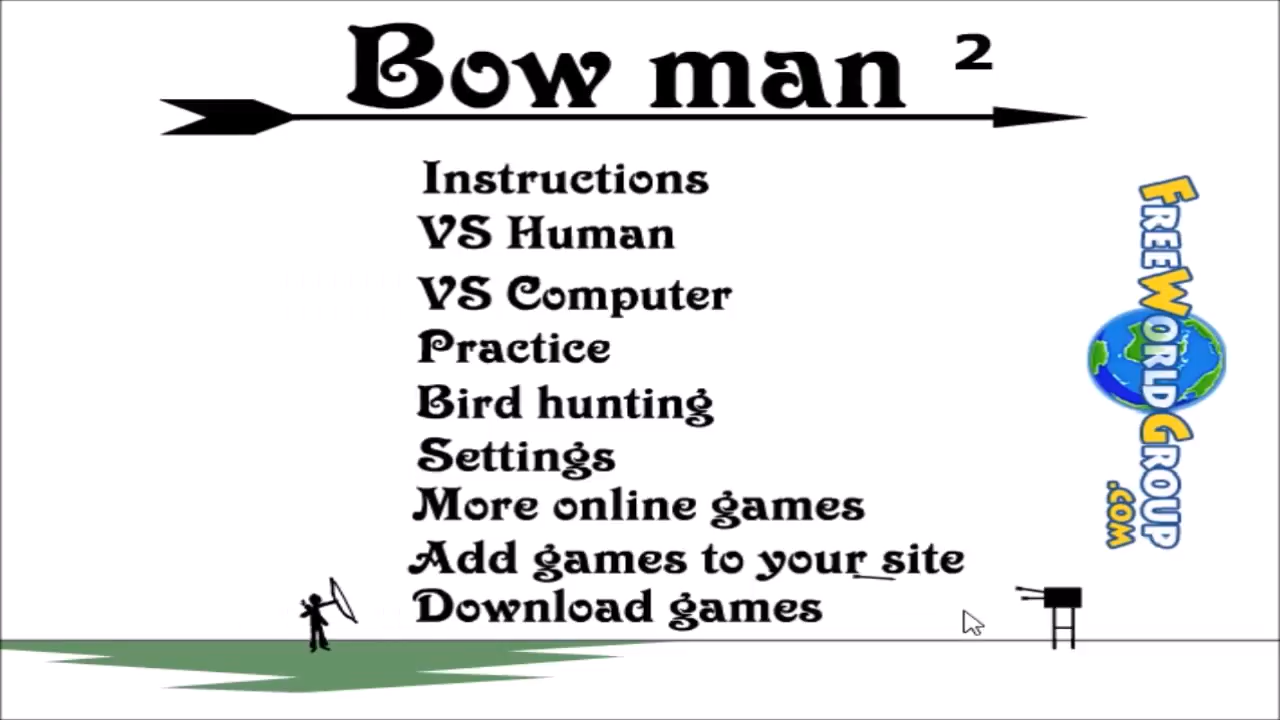 Bow man ²
Instructions
VS Human
VS Computer
Practice
Bird hunting
Settings
More online games
Add games to your site
Download games
FreeWorldGroup
.com